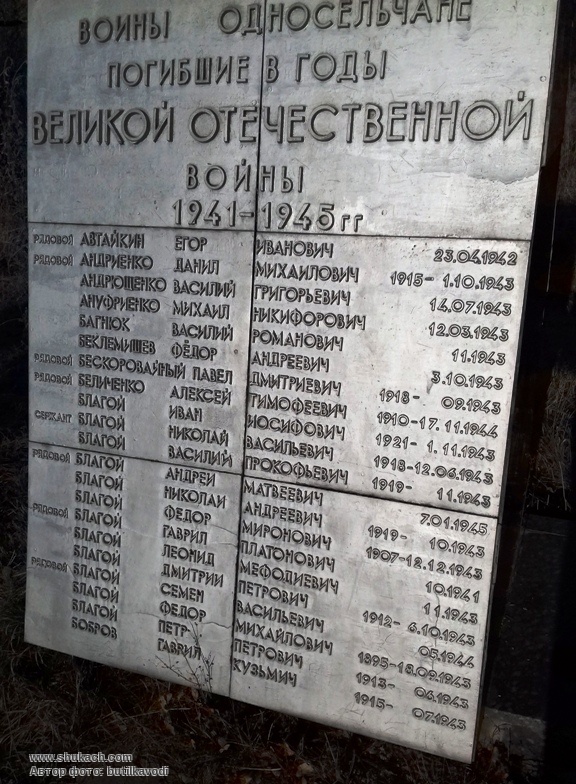 ВОИНЫ ОДНОСЕЛЬЧАНЕ
ПОГИБШИЕ В ГОДЫ
ВЕЛИКОЙ ОТЕЧЕСТВЕННОЙ
ВОЙНЫ
1941-1945гг
РЯДОВОЙ АВТАЙКИН ЕГОР ИВАНОВИЧ 23.04.1942
РЯДОВОЙ АНДРИЕНКО ДАНИЛ МИХАИЛОВИЧ 1915- 1.10.1943
АНДРЮЩЕНКО ВАСИЛИЙ ГРИГОРЬЕВИЧ 14.07.1943
АНУФРИЕНКО МИХАИЛ НИКИФОРОВИЧ 12.03.1943
БАГНЮК ВАСИЛИЙ РОМАНОВИЧ 11.1943
БЕКЛЕМИШЕВ ФЁДОР АНДРЕЕВИЧ 3.10.1943
РЯДОВОЙ БЕСКОРОВАЙНЫЙ ПАВЕЛ ДМИТРИЕВИЧ 1918- 09.1943
РЯДОВОЙ БЕЛИЧЕНКО АЛЕКСЕЙ ТИМОФЕЕВИЧ 1910-17.11.1944
БЛАГОЙ ИВАН ИОСИФОВИЧ 1921- 1.11.1943
СЕРЖАНТ БЛАГОЙ НИКОЛАЙ ВАСИЛЬЕВИЧ 1918-12.06.1943
БЛАГОЙ ВАСИЛИЙ ПРОКОФЬЕВИЧ 1919- 11.1943
РЯДОВОЙ БЛАГОЙ АНДРЕИ МАТВЕЕВИЧ 7.01.1945
БЛАГОЙ НИКОЛАИ АНДРЕЕВИЧ 1919- 10.1943
БЛАГОЙ ФЕДОР МИРОНОВИЧ 1907-12.12.1943
РЯДОВОЙ БЛАГОЙ ГАВРИЛ ПЛАТОНОВИЧ 10.1941
БЛАГОЙ ЛЕОНИД МЕФОДИЕВИЧ 11.1943
БЛАГОЙ ДМИТРИИ ПЕТРОВИЧ 1912- 6.10.1943
РЯДОВОЙ БЛАГОЙ СЕМЕН ВАСИЛЬЕВИЧ 05.1944
БЛАГОЙ ФЕДОР МИХАЙЛОВИЧ 1895-18.09.1943
БЛАГОЙ ПЕТР ПЕТРОВИЧ 1913- 04.1943
БОБРОВ ГАВРИЛ КУЗЬМИЧ 1915- 07.1943
www.shukach.com
Автор фото: butilkavodi